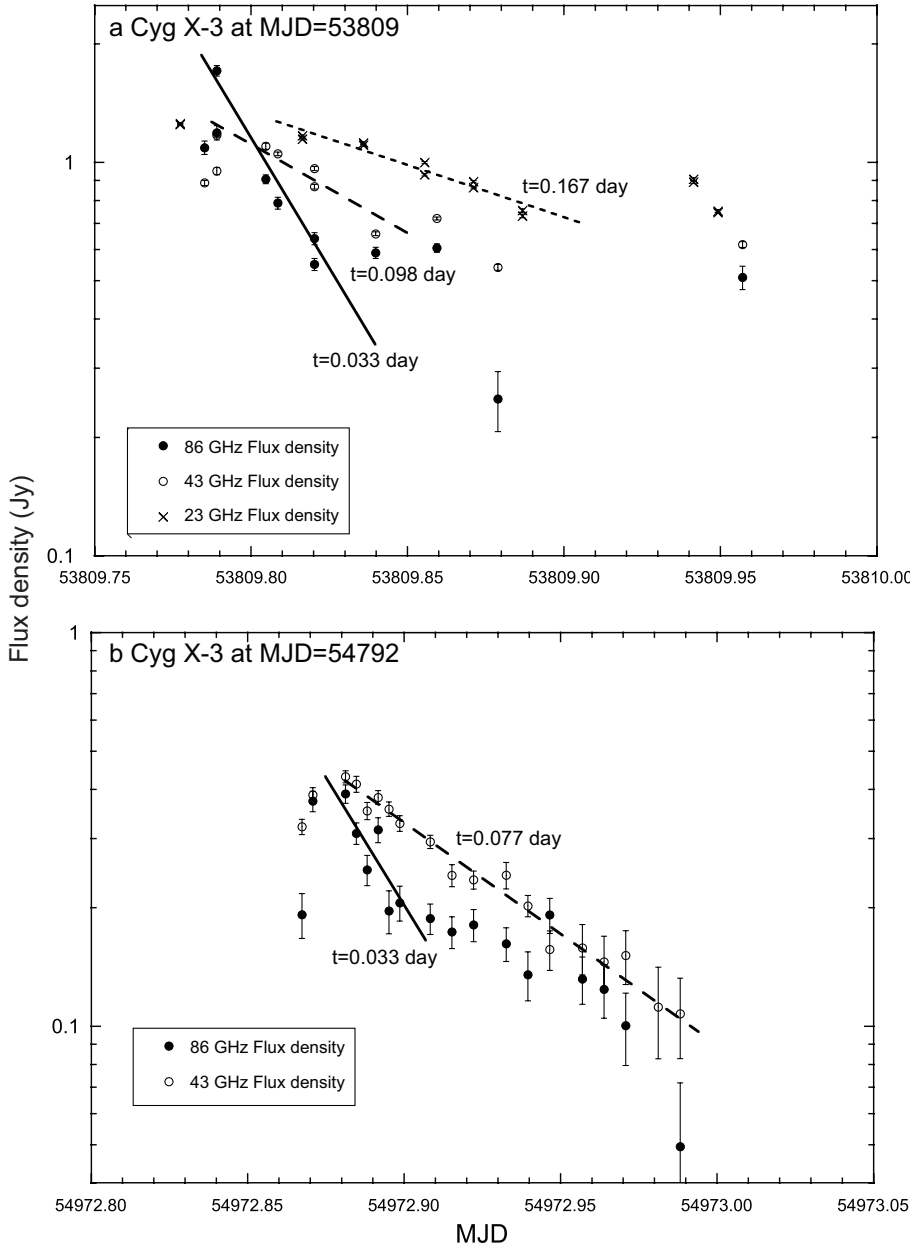 a Cyg X-3 at MJD=53809
1
t=0.167 day
t=0.098 day
t=0.033 day
86 GHz Flux density
43 GHz Flux density
23 GHz Flux density
0.1
53809.75
53809.80
53809.85
53809.90
53809.95
53810.00
Flux density (Jy)
1
b Cyg X-3 at MJD=54792
t=0.077 day
t=0.033 day
0.1
86 GHz Flux density
43 GHz Flux density
54972.80
54972.85
54972.90
54972.95
54973.00
54973.05
MJD